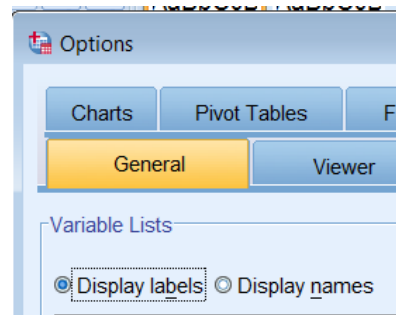 Options
Charts Pivot Tables F
General Viewer
Variable Lists
Display labels Display names